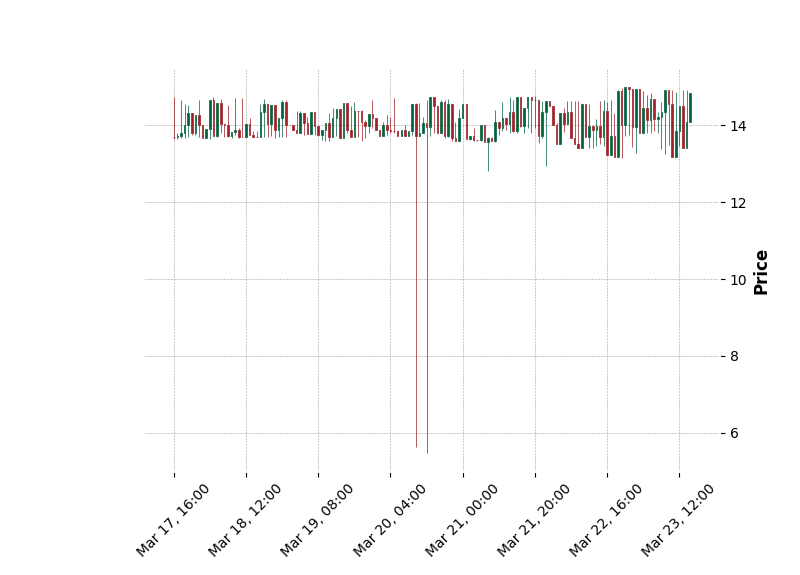 14
12
10
8
6
Price
Mar 17, 16:00
Mar 18, 12:00
Mar 19, 08:00
Mar 20, 04:00
Mar 21, 00:00
Mar 21, 20:00
Mar 22, 16:00
Mar 23, 12:00